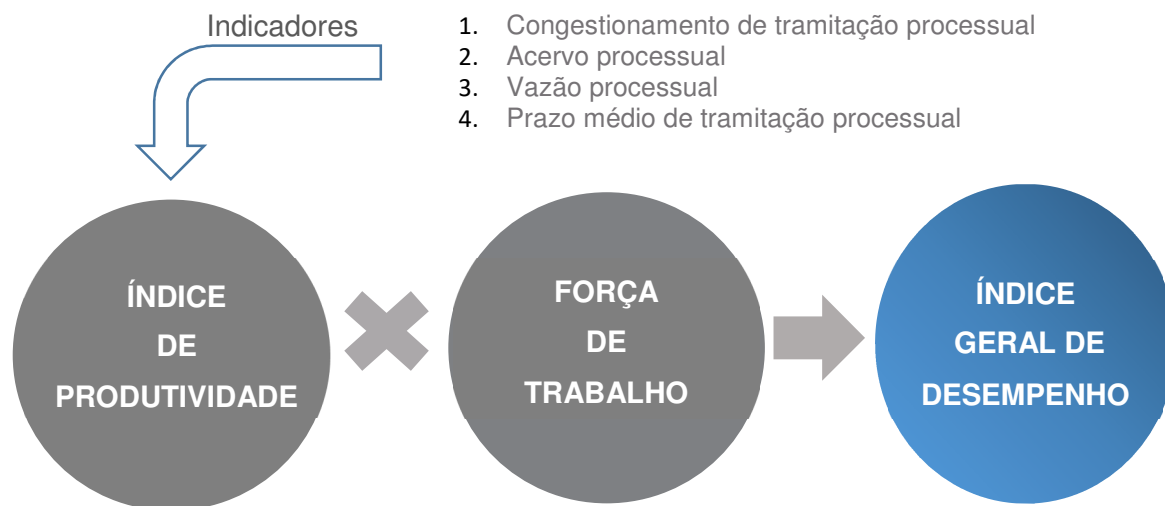 Indicadores
1. Congestionamento de tramitação processual
2. Acervo processual
3. Vazão processual
4. Prazo médio de tramitação processual
ÍNDICE
DE
PRODUTIVIDADE
FORÇA
DE
TRABALHO
ÍNDICE
GERAL DE
DESEMPENHO